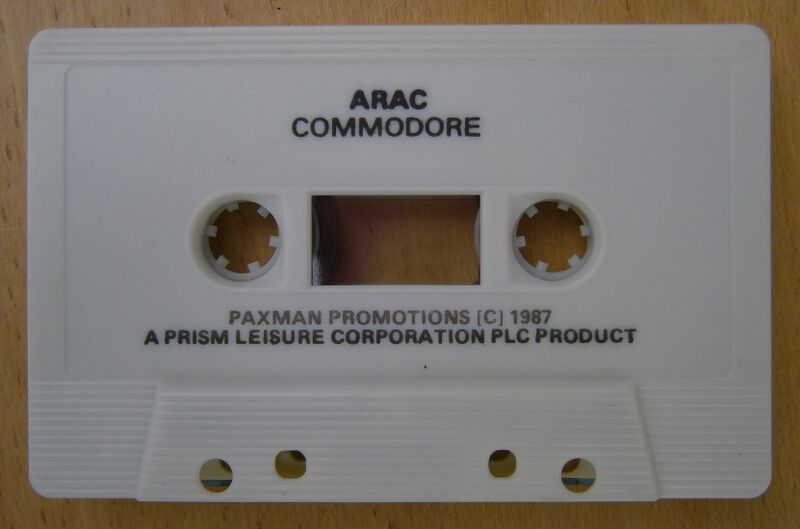 ARAC
COMMODORE
PAXMAN PROMOTIONS [C] 1987
A PRISM LEISURE CORPORATION PLC PRODUCT